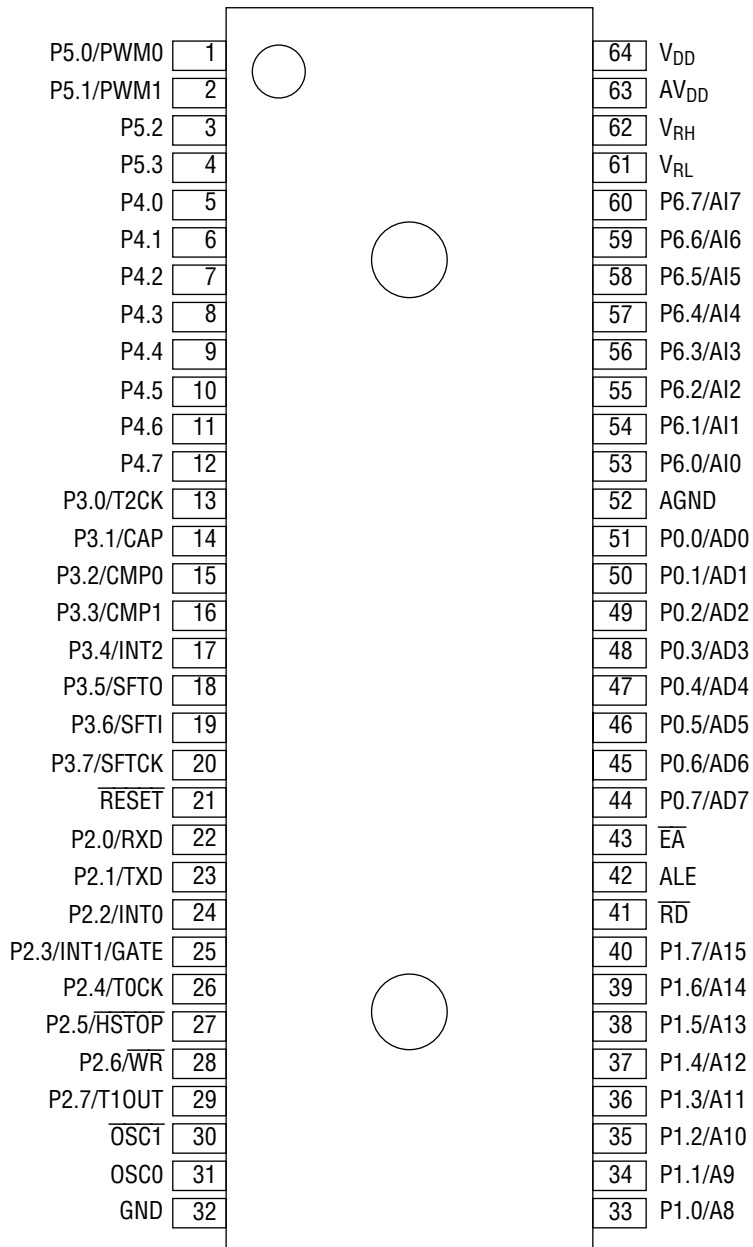 P5.0/PWM0 1 64 V_DD
P5.1/PWM1 2 63 AV_DD
P5.2 3 62 V_RH
P5.3 4 61 V_RL
P4.0 5 60 P6.7/AI7
P4.1 6 59 P6.6/AI6
P4.2 7 58 P6.5/AI5
P4.3 8 57 P6.4/AI4
P4.4 9 56 P6.3/AI3
P4.5 10 55 P6.2/AI2
P4.6 11 54 P6.1/AI1
P4.7 12 53 P6.0/AI0
P3.0/T2CK 13 52 AGND
P3.1/CAP 14 51 P0.0/AD0
P3.2/CMP0 15 50 P0.1/AD1
P3.3/CMP1 16 49 P0.2/AD2
P3.4/INT2 17 48 P0.3/AD3
P3.5/SFTO 18 47 P0.4/AD4
P3.6/SFTI 19 46 P0.5/AD5
P3.7/SFTCK 20 45 P0.6/AD6
R̅E̅S̅E̅T̅ 21 44 P0.7/AD7
P2.0/RXD 22 43 E̅A̅
P2.1/TXD 23 42 ALE
P2.2/INT0 24 41 R̅D̅
P2.3/INT1/GATE 25 40 P1.7/A15
P2.4/T0CK 26 39 P1.6/A14
P2.5/H̅S̅T̅O̅P̅ 27 38 P1.5/A13
P2.6/W̅R̅ 28 37 P1.4/A12
P2.7/T1OUT 29 36 P1.3/A11
O̅S̅C̅1̅ 30 35 P1.2/A10
OSC0 31 34 P1.1/A9
GND 32 33 P1.0/A8